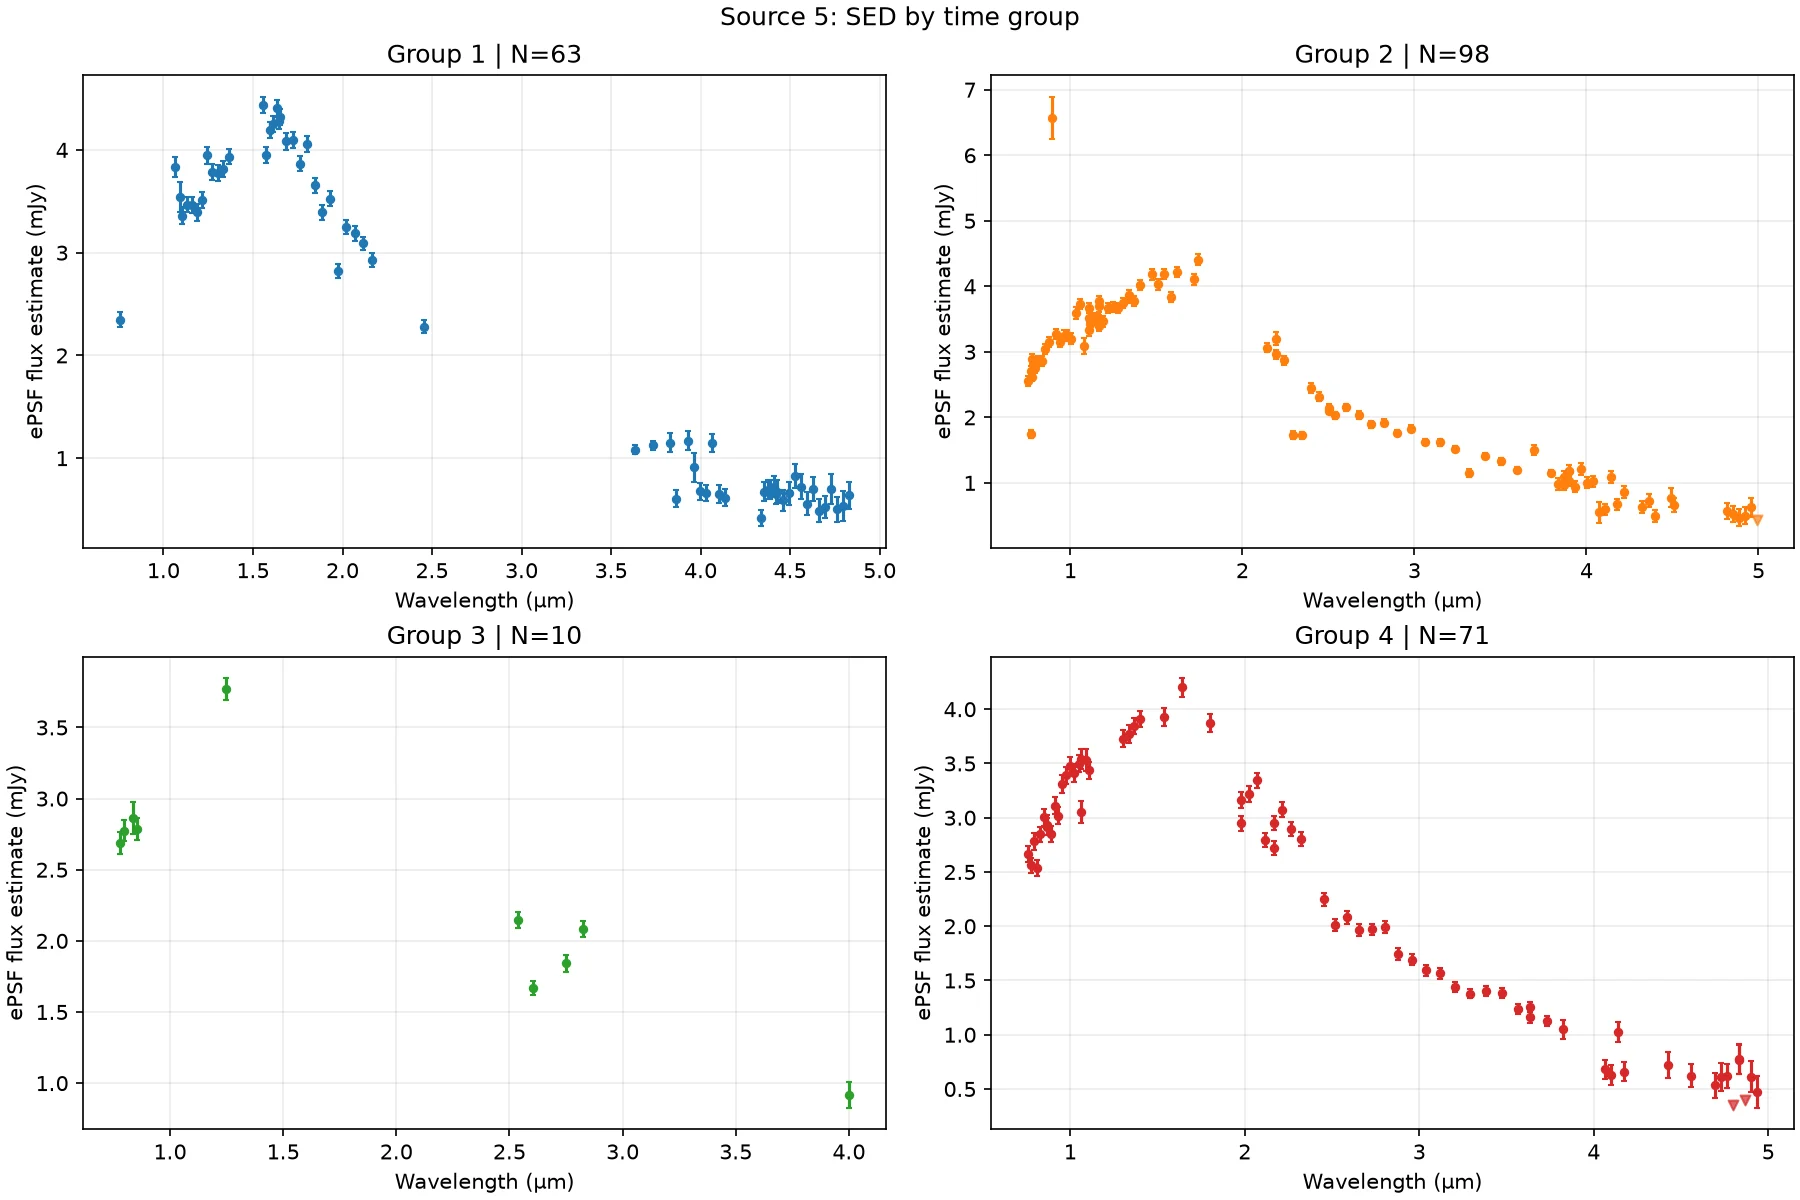 Source 5: SED by time group
Group 1 | N=63
ePSF flux estimate (mJy)
4
3
2
1
1.0 1.5 2.0 2.5 3.0 3.5 4.0 4.5 5.0
Wavelength (µm)
Group 2 | N=98
ePSF flux estimate (mJy)
7
6
5
4
3
2
1
1 2 3 4 5
Wavelength (µm)
Group 3 | N=10
ePSF flux estimate (mJy)
3.5
3.0
2.5
2.0
1.5
1.0
1.0 1.5 2.0 2.5 3.0 3.5 4.0
Wavelength (µm)
Group 4 | N=71
ePSF flux estimate (mJy)
4.0
3.5
3.0
2.5
2.0
1.5
1.0
0.5
1 2 3 4 5
Wavelength (µm)